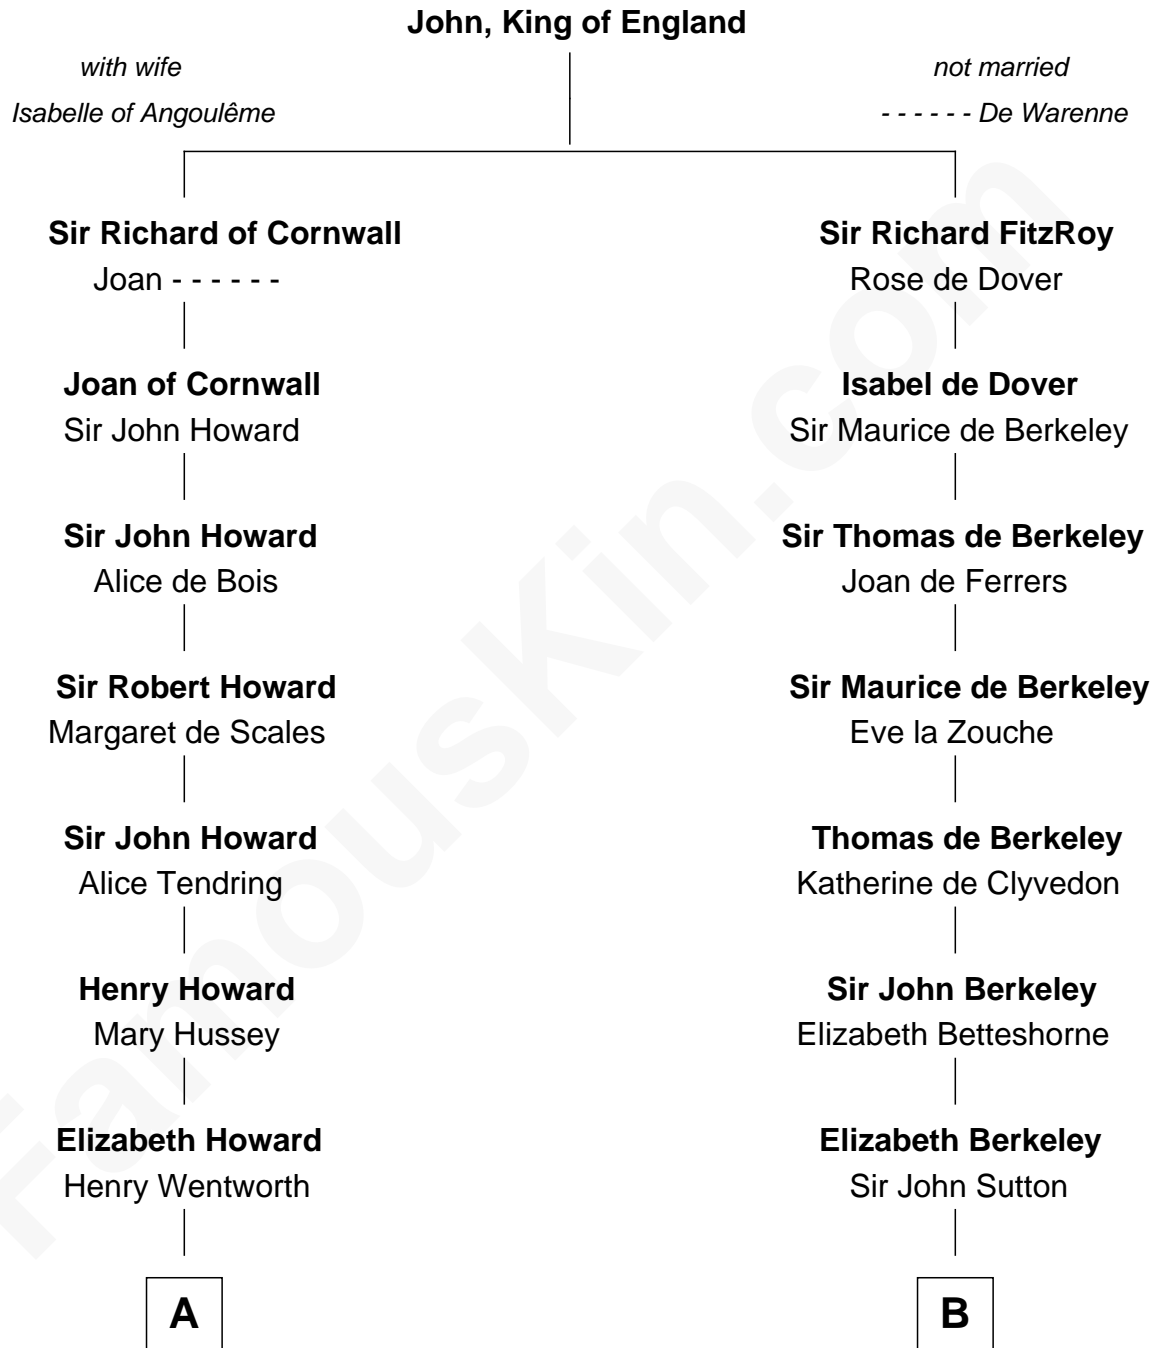 John, King of England
with wife
Isabelle of Angoulême
not married
- - - - - - De Warenne
Sir Richard of Cornwall
Joan - - - - - -
Sir Richard FitzRoy
Rose de Dover
Joan of Cornwall
Sir John Howard
Isabel de Dover
Sir Maurice de Berkeley
Sir John Howard
Alice de Bois
Sir Thomas de Berkeley
Joan de Ferrers
Sir Robert Howard
Margaret de Scales
Sir Maurice de Berkeley
Eve la Zouche
Sir John Howard
Alice Tendring
Thomas de Berkeley
Katherine de Clyvedon
Henry Howard
Mary Hussey
Sir John Berkeley
Elizabeth Betteshorne
Elizabeth Howard
Henry Wentworth
Elizabeth Berkeley
Sir John Sutton
A
B
FamousKin.com